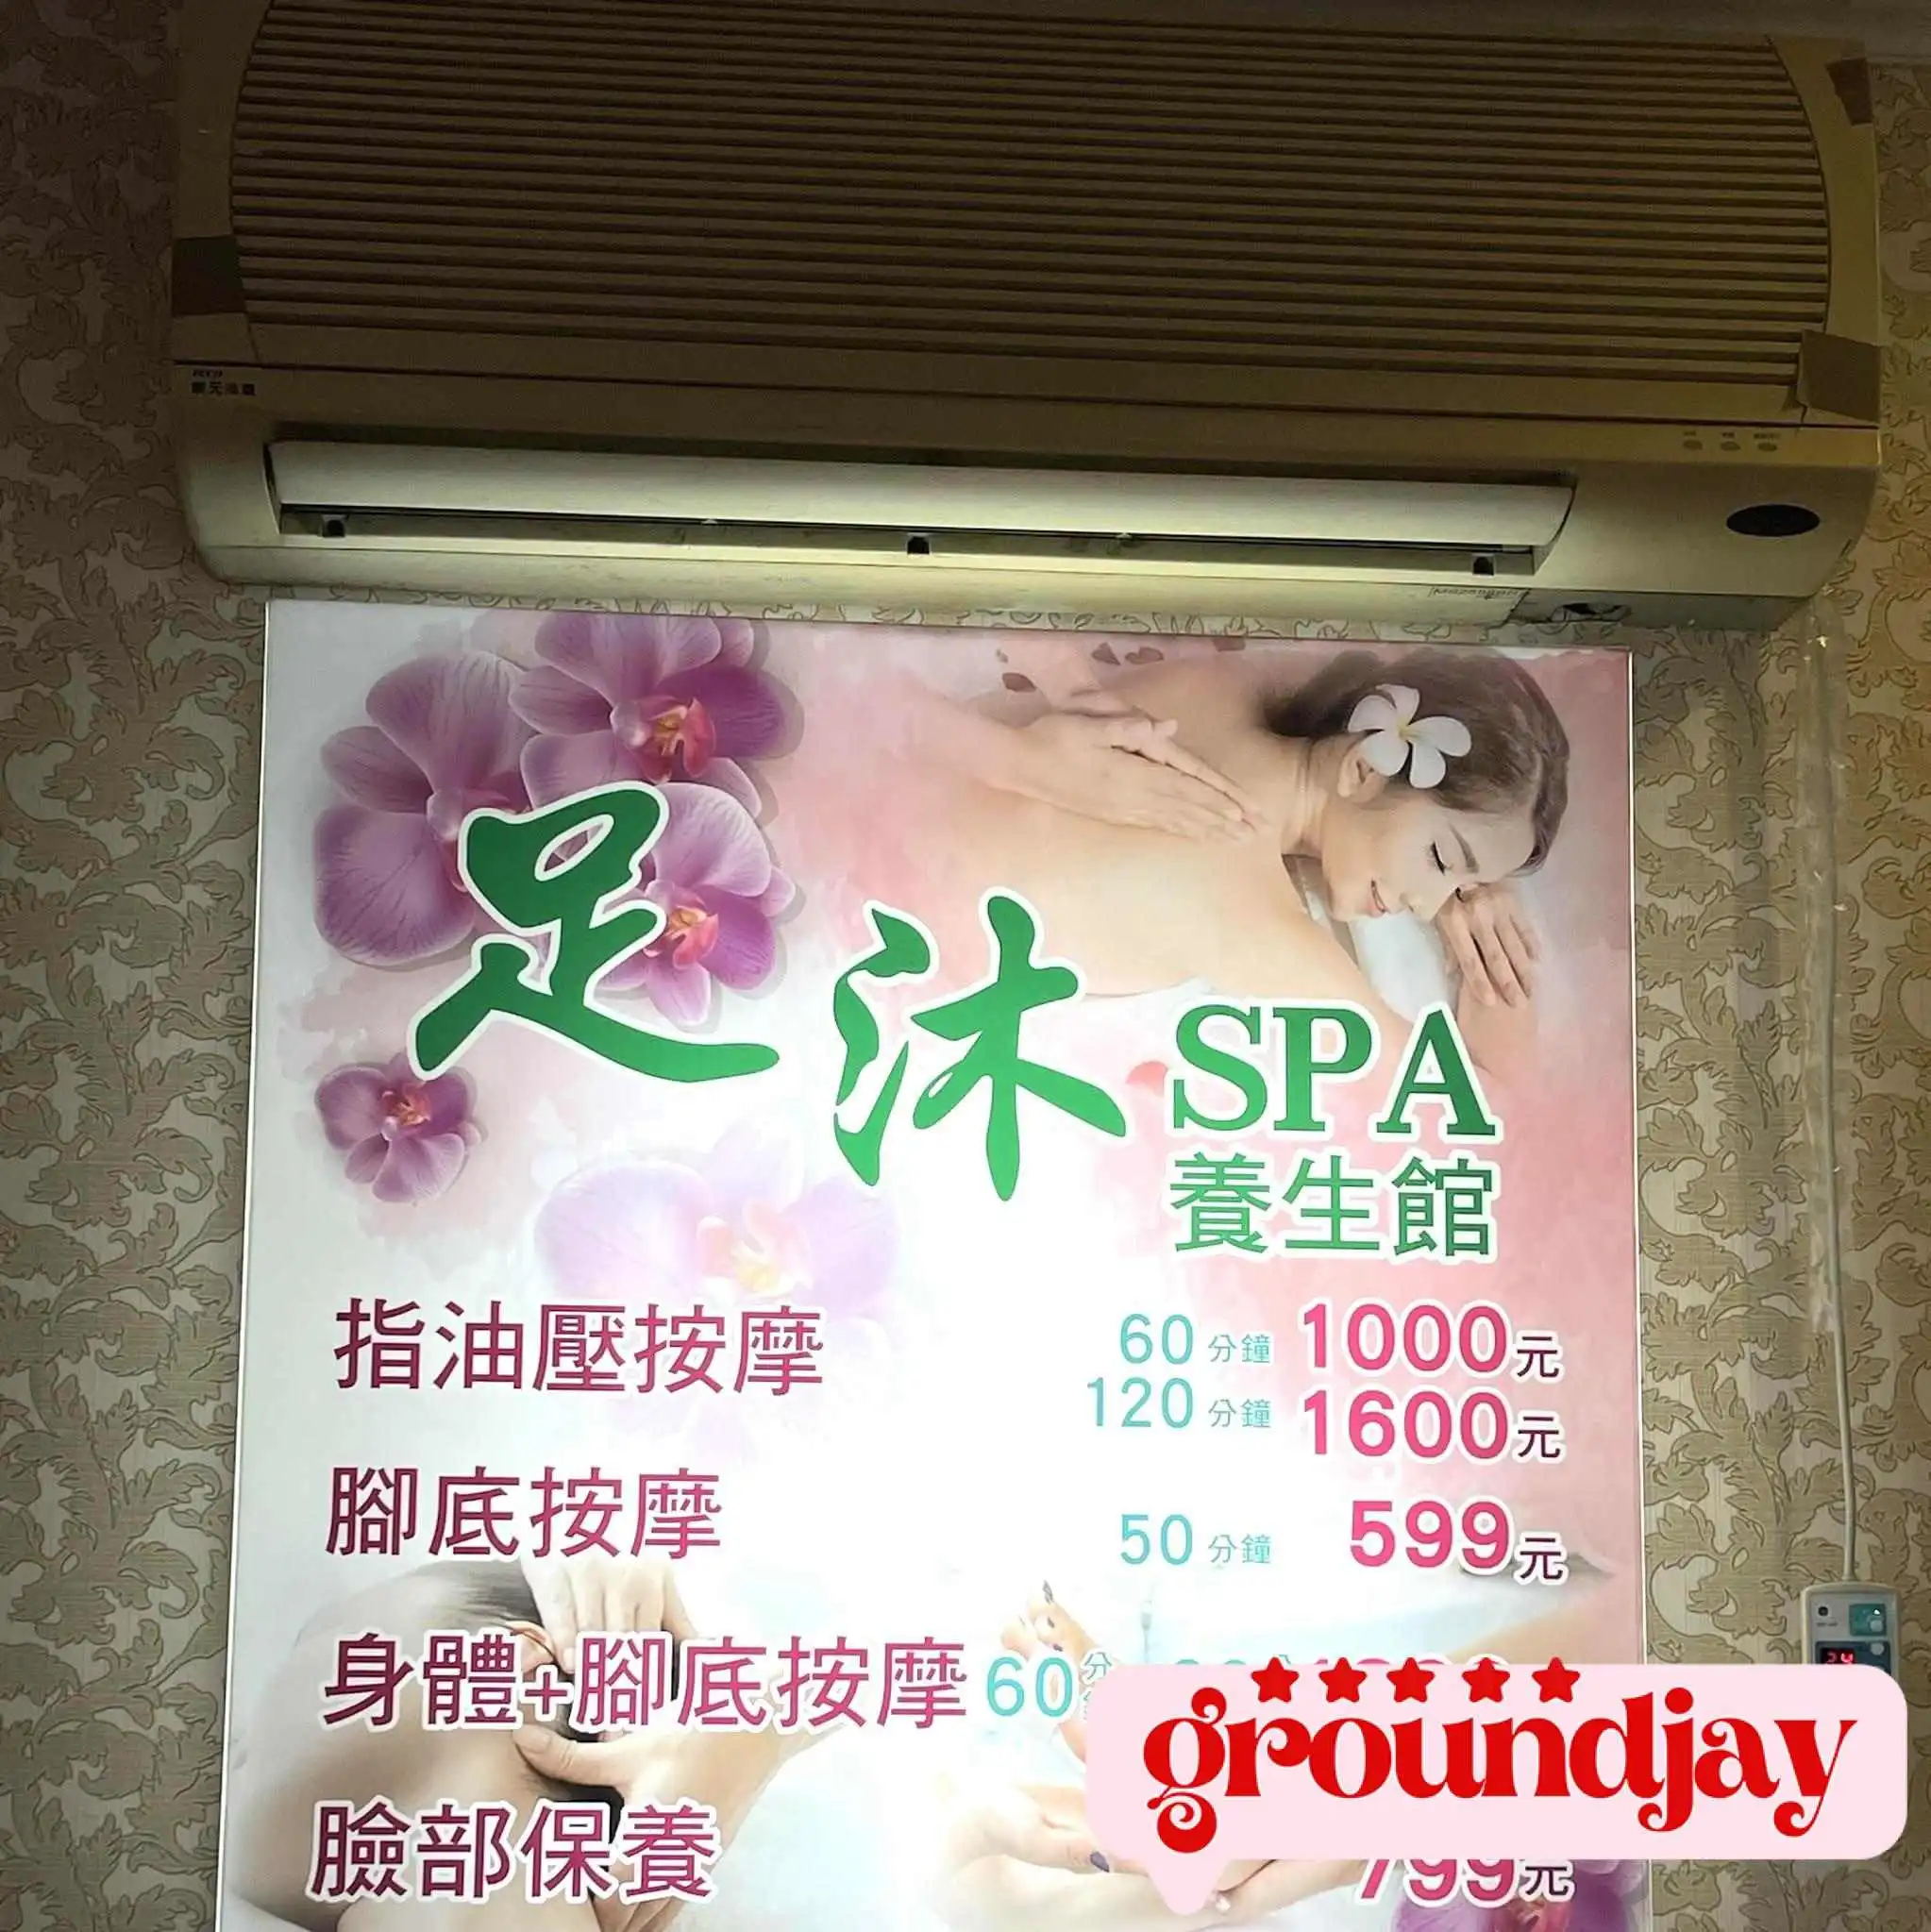 足沐SPA
養生館
指油壓按摩 60分鐘 1000元
120分鐘 1600元
腳底按摩 50分鐘 599元
身體+腳底按摩 60
臉部保養 799元
groundjay